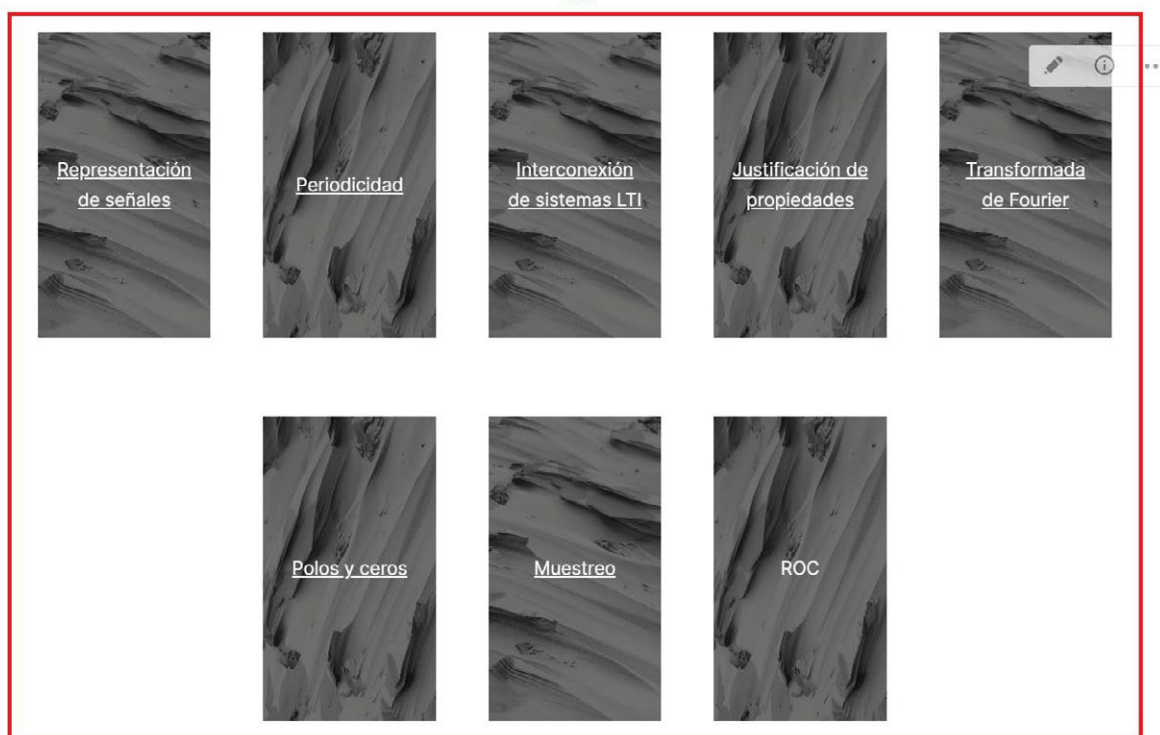 Representación
de señales
Periodicidad
Interconexión
de sistemas LTI
Justificación de
propiedades
Transformada
de Fourier
Polos y ceros
Muestreo
ROC